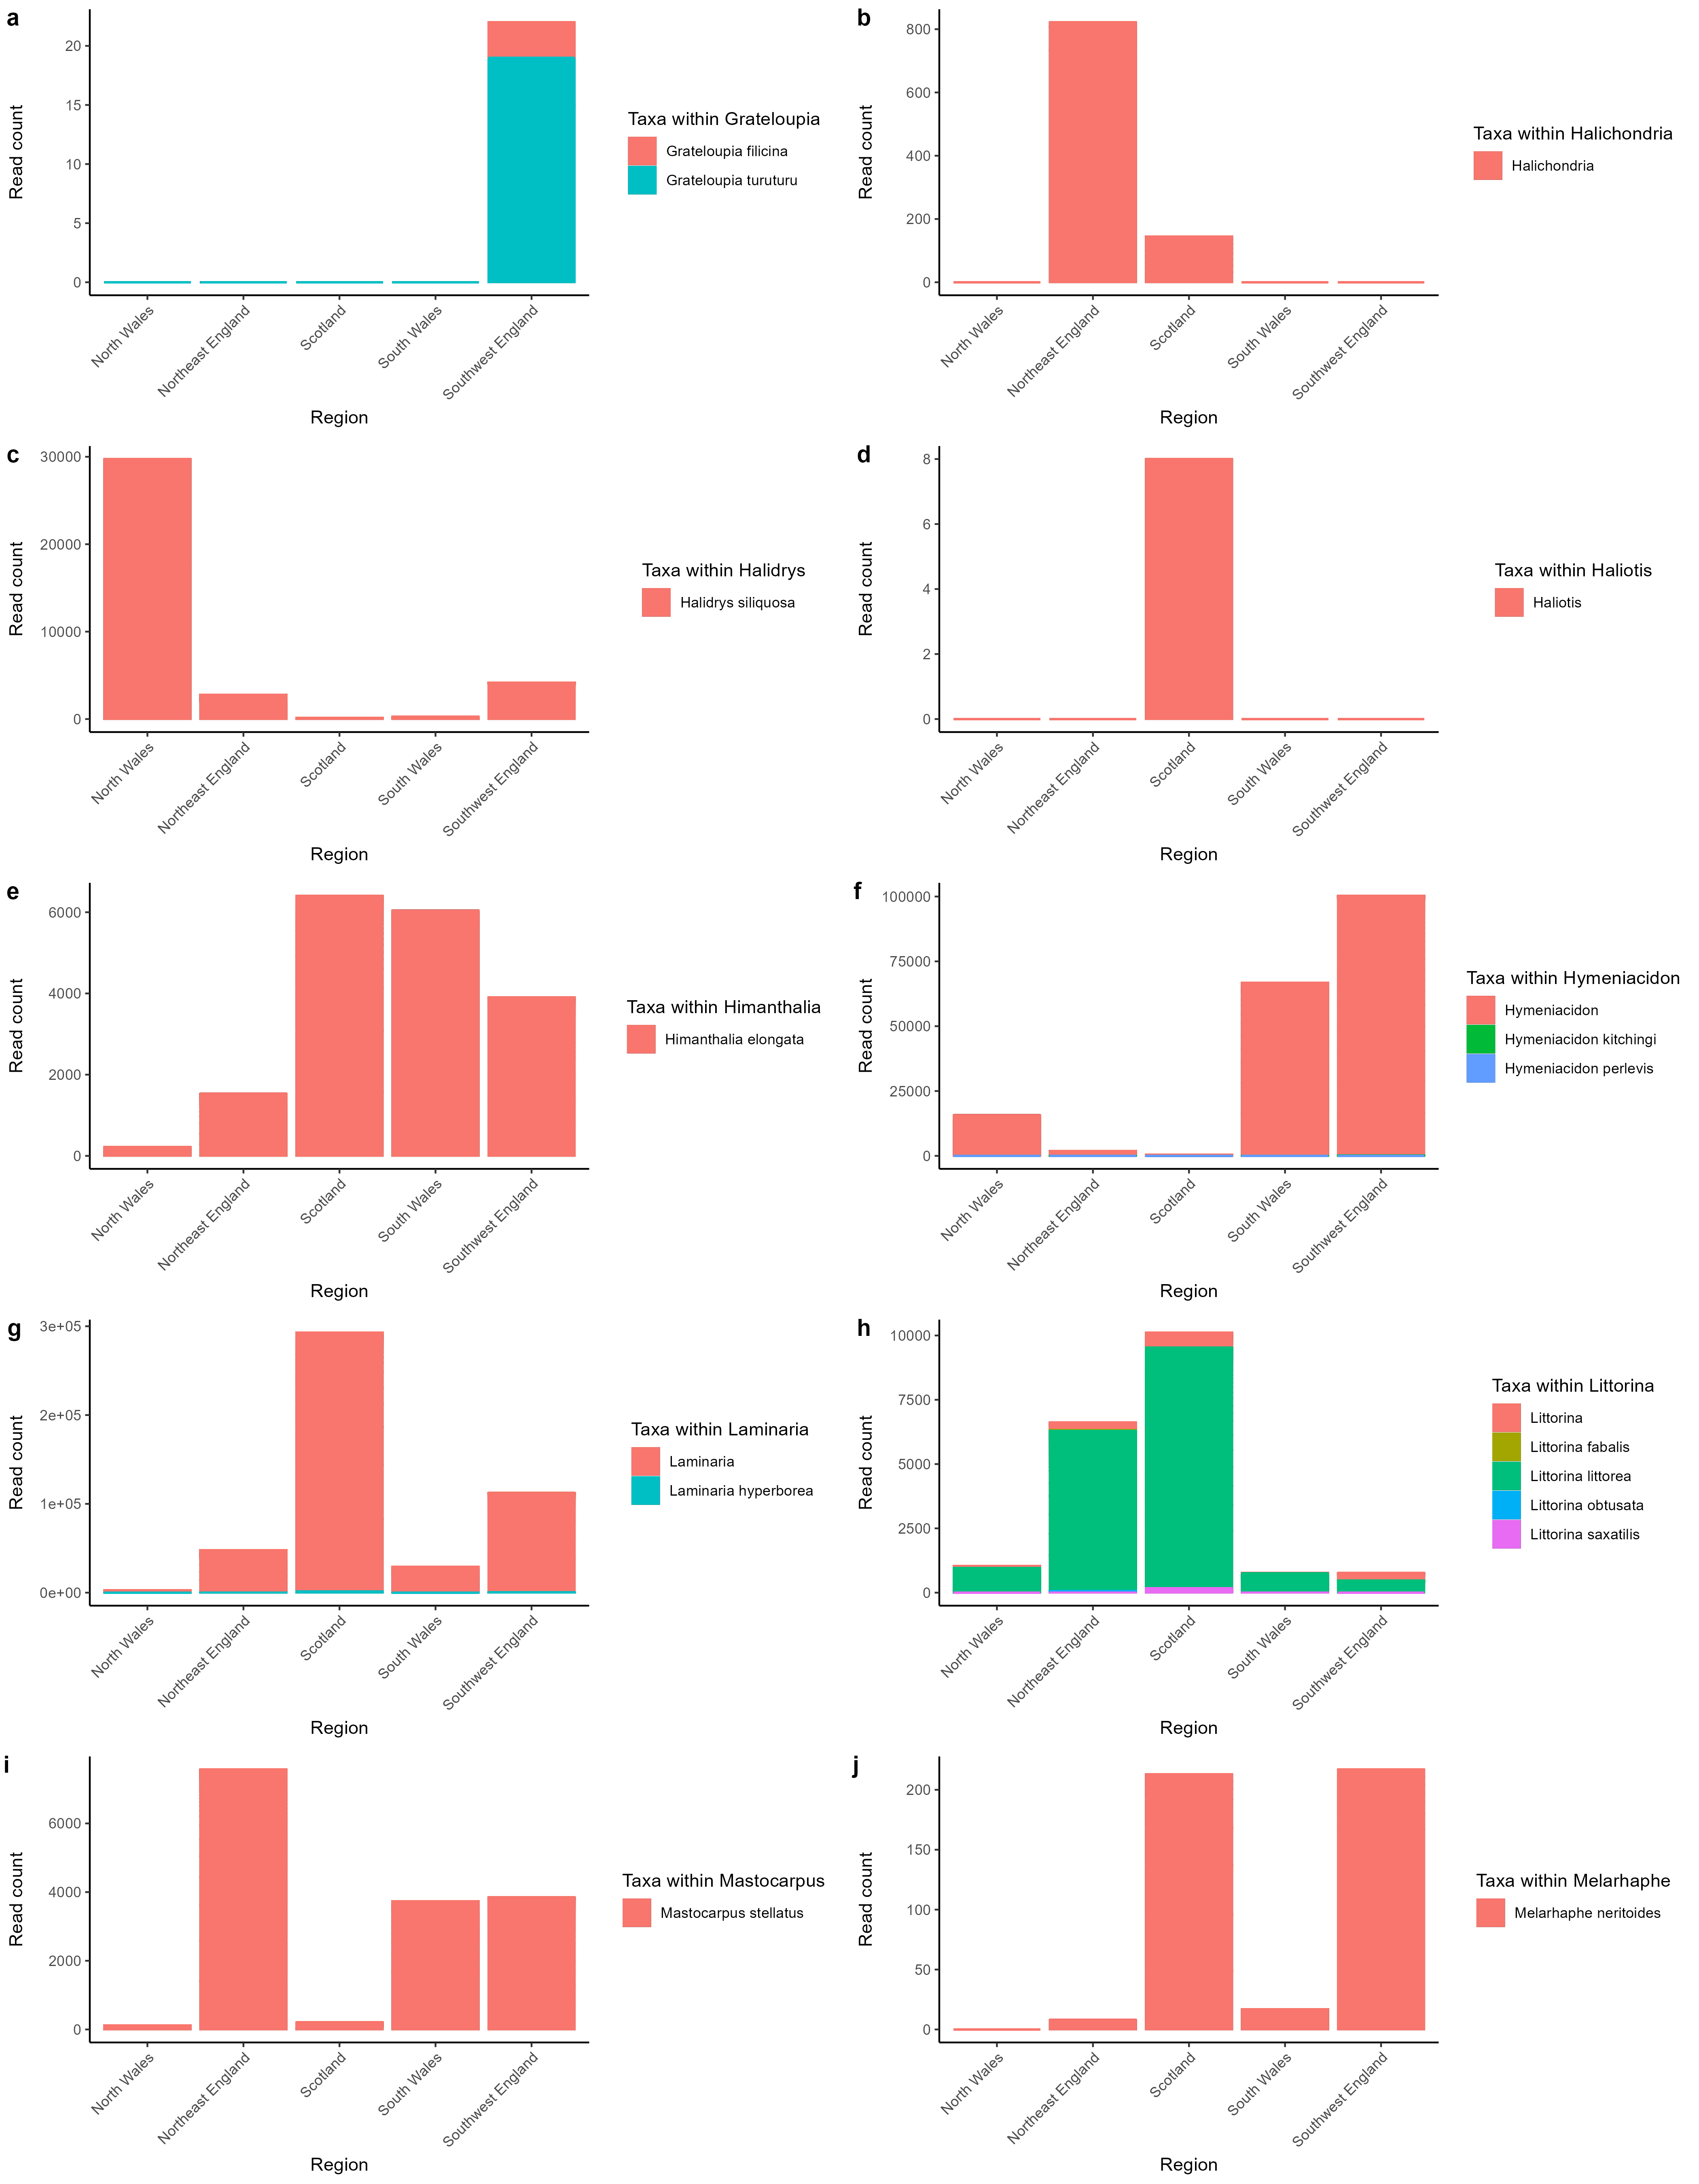 a
Read count
20
15
10
5
0
North Wales
Northeast England
Scotland
South Wales
Southwest England
Region
Taxa within Grateloupia
Grateloupia filicina
Grateloupia turuturu
b
Read count
800
600
400
200
0
North Wales
Northeast England
Scotland
South Wales
Southwest England
Region
Taxa within Halichondria
Halichondria
c
Read count
30000
20000
10000
0
North Wales
Northeast England
Scotland
South Wales
Southwest England
Region
Taxa within Halidrys
Halidrys siliquosa
d
Read count
8
6
4
2
0
North Wales
Northeast England
Scotland
South Wales
Southwest England
Region
Taxa within Haliotis
Haliotis
e
Read count
6000
4000
2000
0
North Wales
Northeast England
Scotland
South Wales
Southwest England
Region
Taxa within Himanthalia
Himanthalia elongata
f
Read count
100000
75000
50000
25000
0
North Wales
Northeast England
Scotland
South Wales
Southwest England
Region
Taxa within Hymeniacidon
Hymeniacidon
Hymeniacidon kitchingi
Hymeniacidon perlevis
g
Read count
3e+05
2e+05
1e+05
0e+00
North Wales
Northeast England
Scotland
South Wales
Southwest England
Region
Taxa within Laminaria
Laminaria
Laminaria hyperborea
h
Read count
10000
7500
5000
2500
0
North Wales
Northeast England
Scotland
South Wales
Southwest England
Region
Taxa within Littorina
Littorina
Littorina fabalis
Littorina littorea
Littorina obtusata
Littorina saxatilis
i
Read count
6000
4000
2000
0
North Wales
Northeast England
Scotland
South Wales
Southwest England
Region
Taxa within Mastocarpus
Mastocarpus stellatus
j
Read count
200
150
100
50
0
North Wales
Northeast England
Scotland
South Wales
Southwest England
Region
Taxa within Melarhaphe
Melarhaphe neritoides